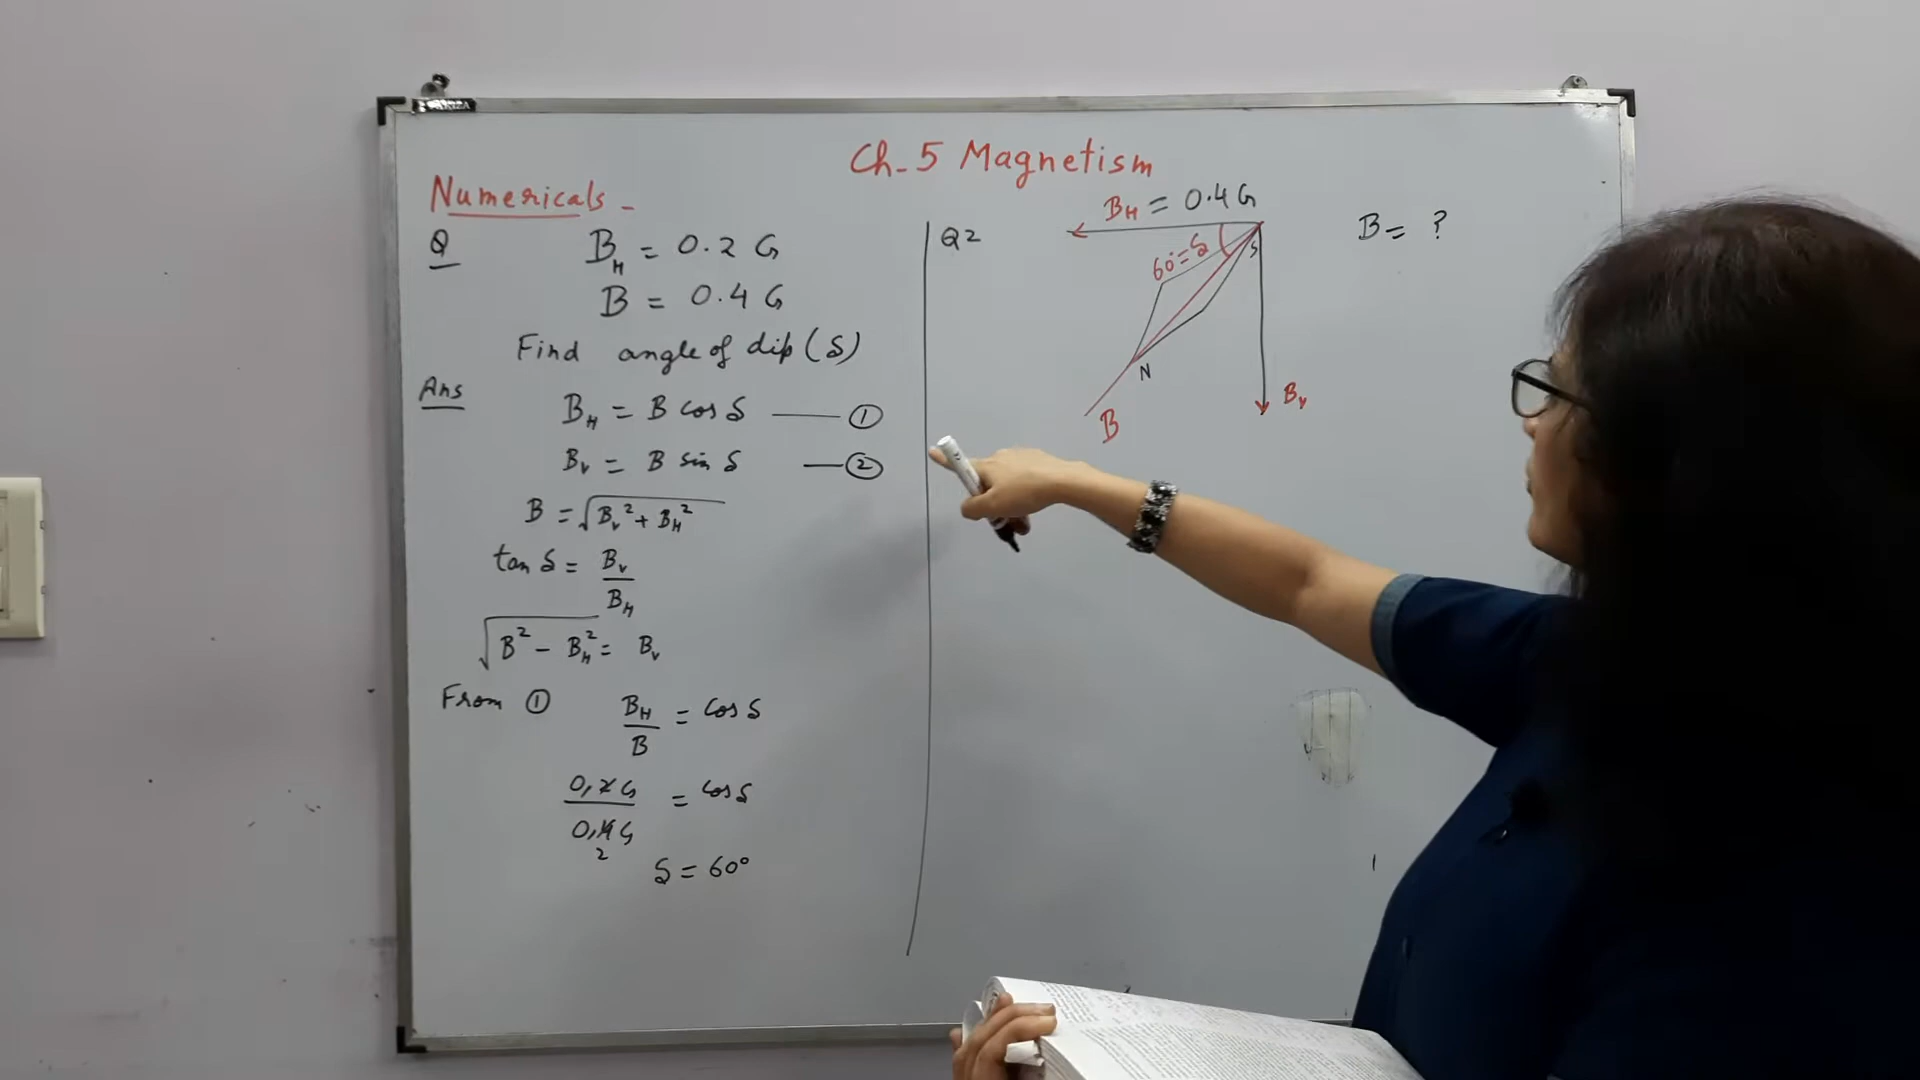 Ch-5 Magnetism
Numericals -
Q
B_H = 0.2 G
B = 0.4 G
Find angle of dip (δ)
Ans
B_H = B cos δ —— ①
B_V = B sin δ —— ②
B = √(B_V² + B_H²)
tan δ = B_V / B_H
√(B² - B_H²) = B_V
From ① B_H / B = cos δ
0.2 G / 0.4 G = cos δ
2
δ = 60°
Q2
B_H = 0.4 G
B = ?
60° = δ
S
N
B_V
B